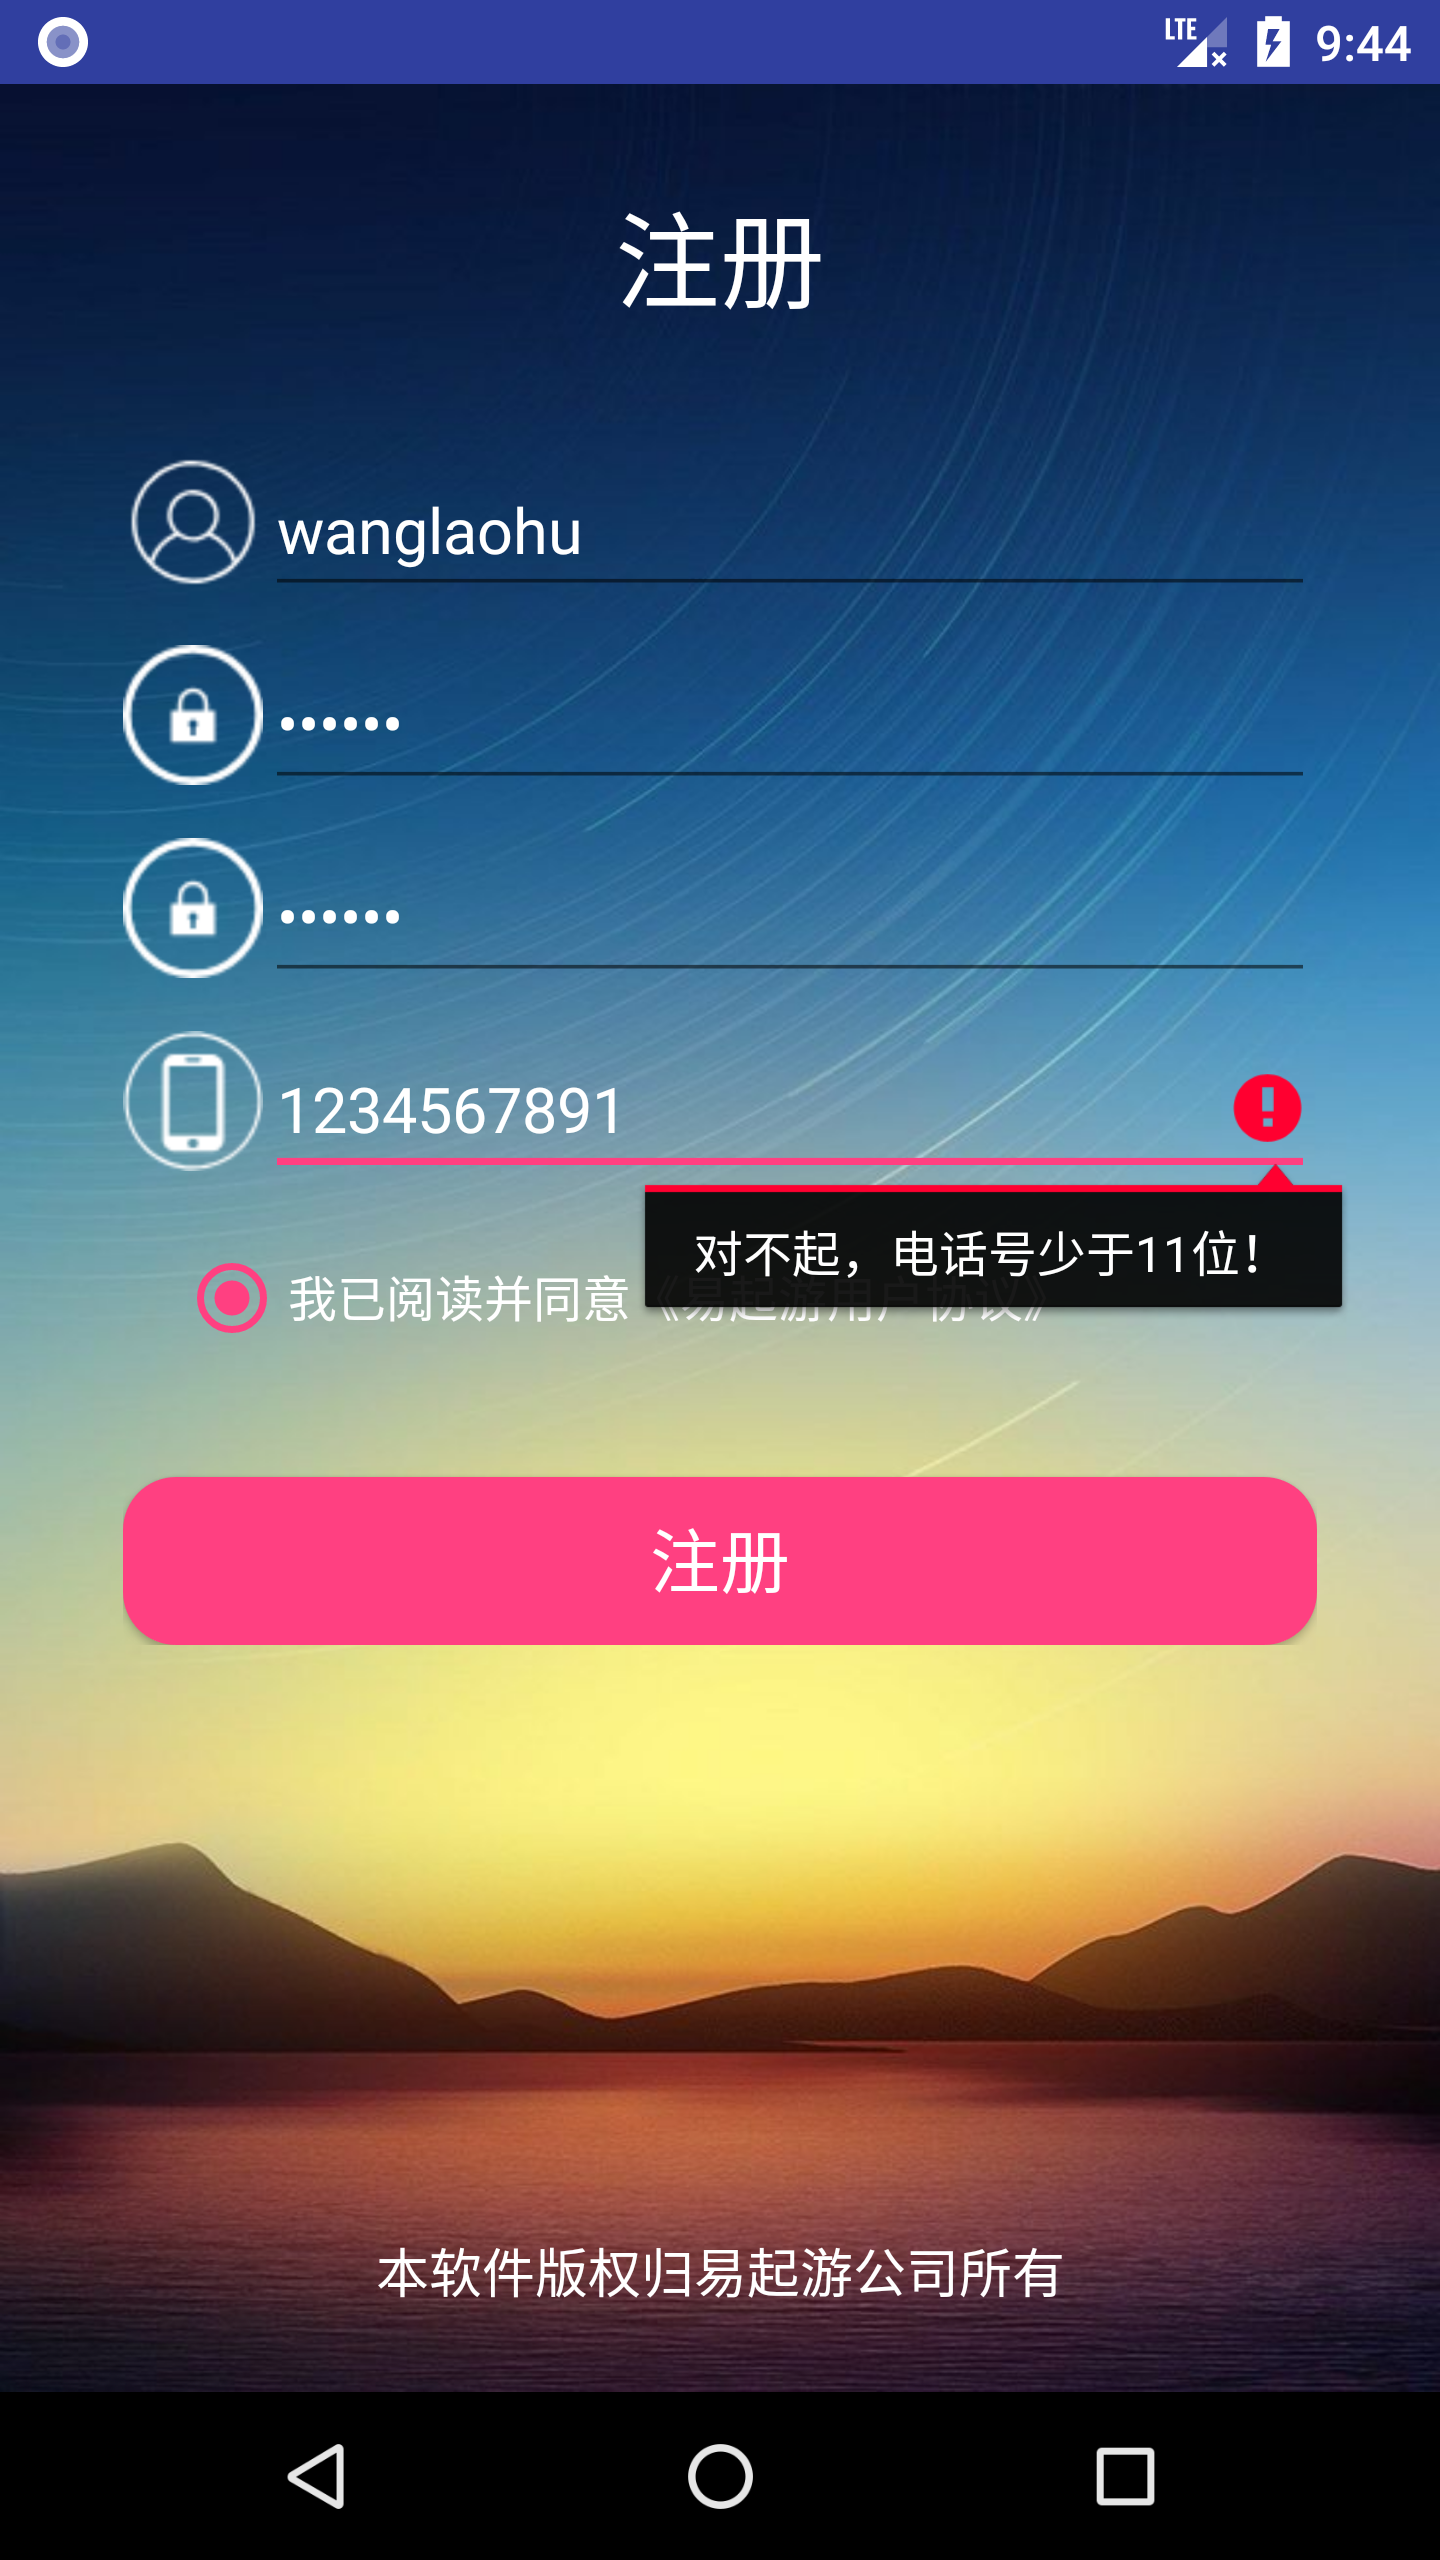 LTE 9:44
注册
wanglaohu
••••••
••••••
1234567891
对不起，电话号少于11位！
我已阅读并同意《易起游用户协议》
注册
本软件版权归易起游公司所有